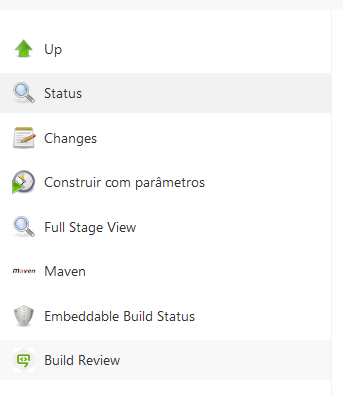 Up
Status
Changes
Construir com parâmetros
Full Stage View
maven Maven
Embeddable Build Status
Build Review